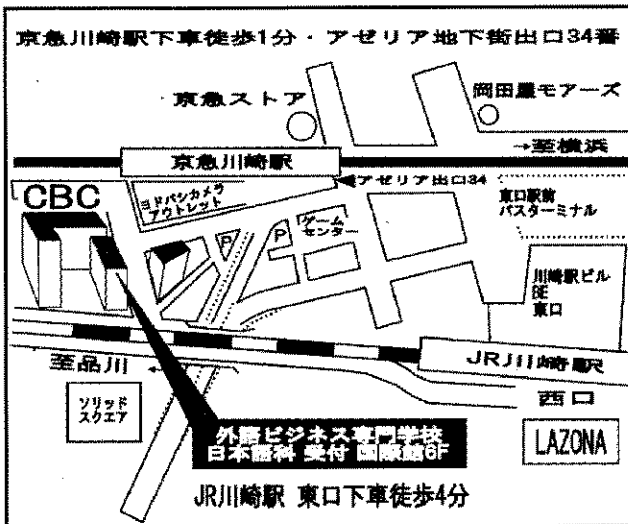 京急川崎駅下車徒歩1分・アゼリア地下街出口34番
京急ストア
岡田屋モアーズ
→至横浜
京急川崎駅
CBC
ヨドバシカメラ
アウトレット
◀アゼリア出口34
東口駅前
バスターミナル
P
P
ゲーム
センター
川崎駅ビル
BE
東口
JR川崎駅
至品川 ←
西口
ソリッド
スクエア
LAZONA
外語ビジネス専門学校
日本語科 受付 国際館6F
JR川崎駅 東口下車徒歩4分